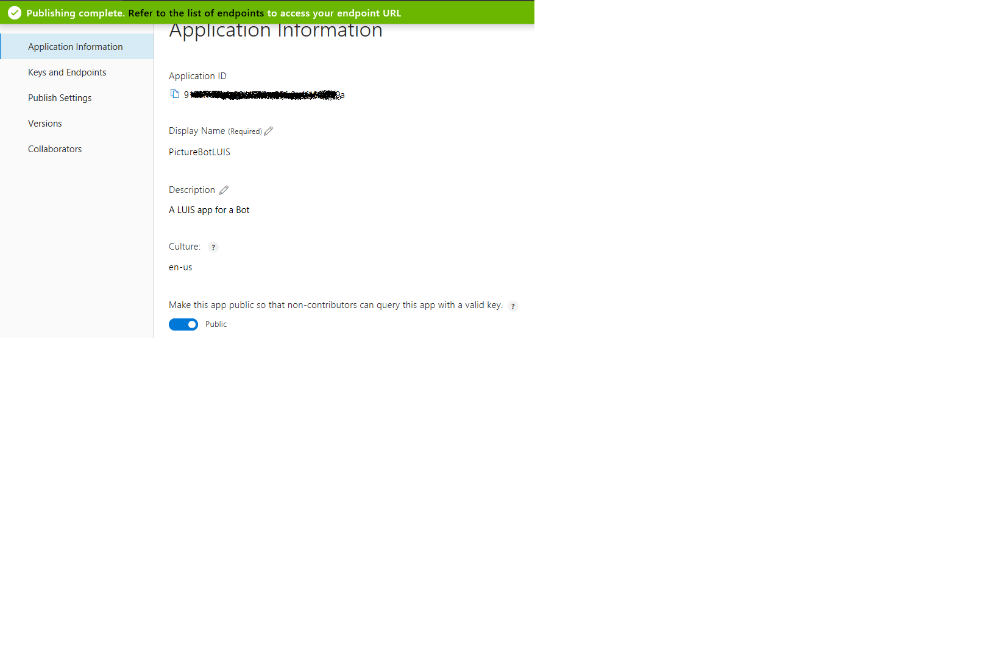 Publishing complete. Refer to the list of endpoints to access your endpoint URL
Application Information
Application Information
Keys and Endpoints
Publish Settings
Versions
Collaborators
Application ID
Display Name (Required)
PictureBotLUIS
Description
A LUIS app for a Bot
Culture: ?
en-us
Make this app public so that non-contributors can query this app with a valid key. ?
Public